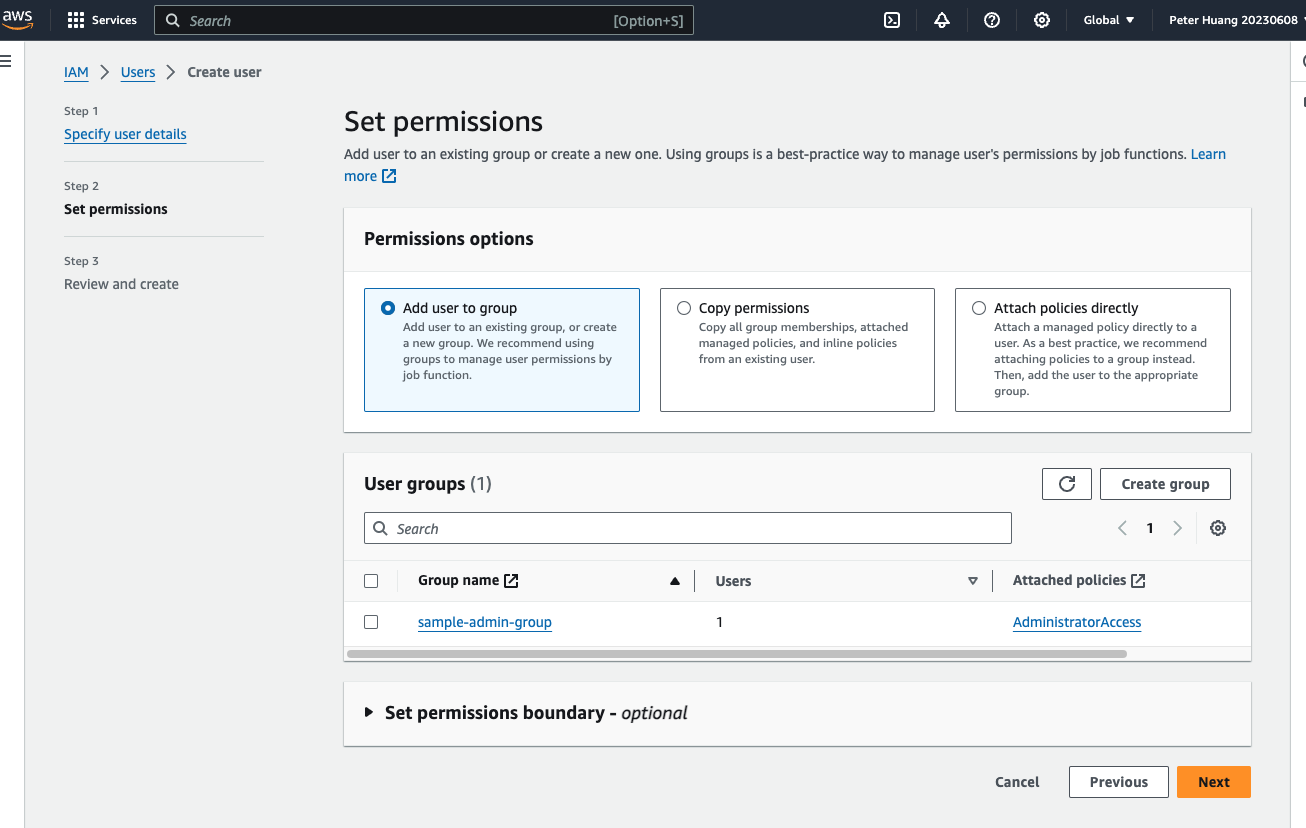 aws
Services
Search
[Option+S]
Global
Peter Huang 20230608
IAM
Users
Create user
Step 1
Specify user details
Step 2
Set permissions
Step 3
Review and create
Set permissions
Add user to an existing group or create a new one. Using groups is a best-practice way to manage user's permissions by job functions. Learn
more
Permissions options
Add user to group
Add user to an existing group, or create
a new group. We recommend using
groups to manage user permissions by
job function.
Copy permissions
Copy all group memberships, attached
managed policies, and inline policies
from an existing user.
Attach policies directly
Attach a managed policy directly to a
user. As a best practice, we recommend
attaching policies to a group instead.
Then, add the user to the appropriate
group.
User groups (1)
Create group
Search
1
Group name
Users
Attached policies
sample-admin-group
1
AdministratorAccess
Set permissions boundary - optional
Cancel
Previous
Next